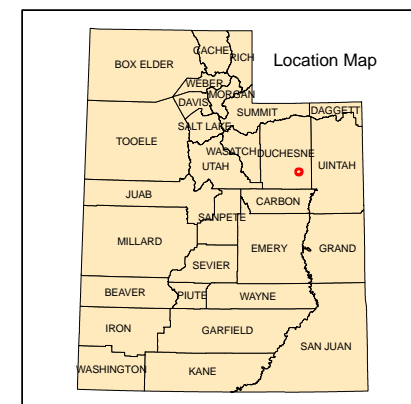 Location Map
CACHE
RICH
BOX ELDER
WEBER
MORGAN
DAVIS
SUMMIT
DAGGETT
SALT LAKE
TOOELE
WASATCH
DUCHESNE
UTAH
UINTAH
JUAB
CARBON
SANPETE
MILLARD
EMERY
GRAND
SEVIER
BEAVER
PIUTE
WAYNE
IRON
GARFIELD
SAN JUAN
WASHINGTON
KANE